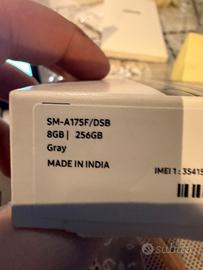 SM-A175F/DSB
8GB | 256GB
Gray
MADE IN INDIA
IMEI 1 : 35415
Subito